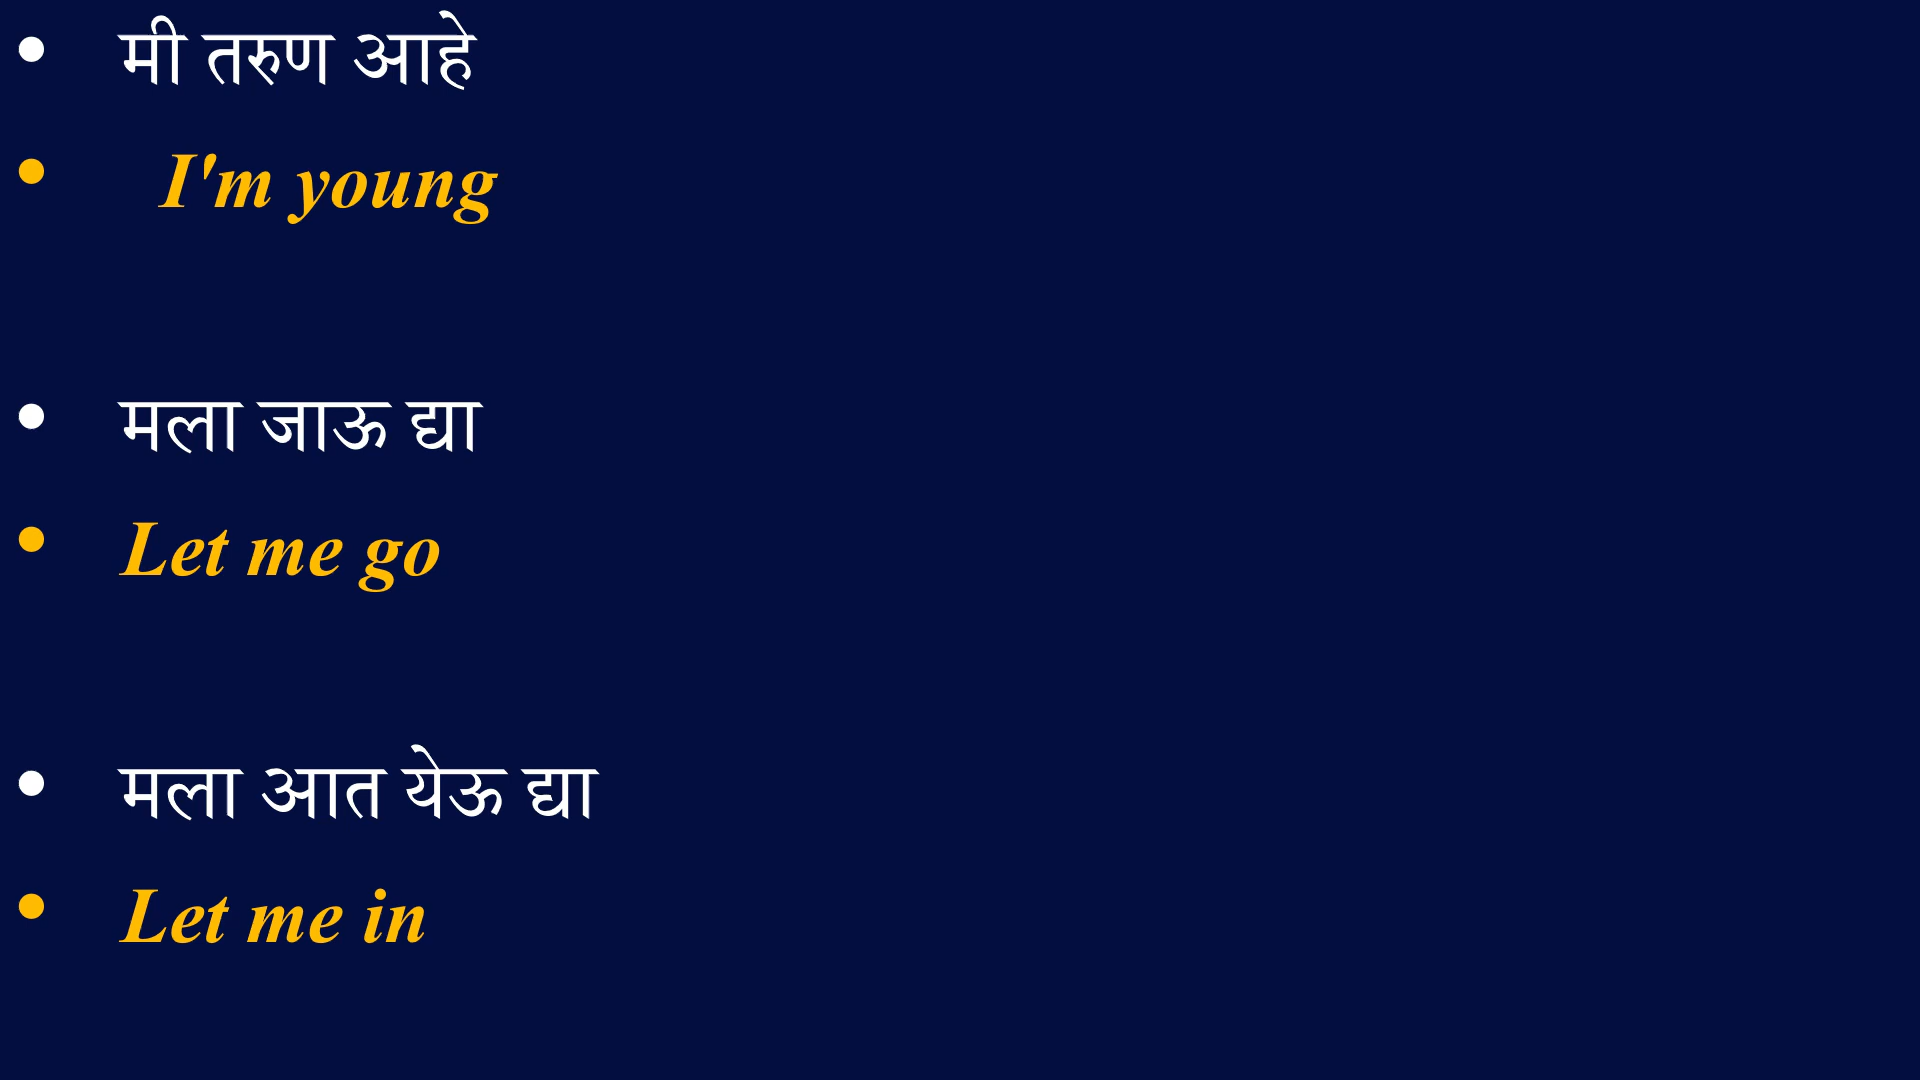 • मी तरुण आहे
• I'm young
• मला जाऊ द्या
• Let me go
• मला आत येऊ द्या
• Let me in